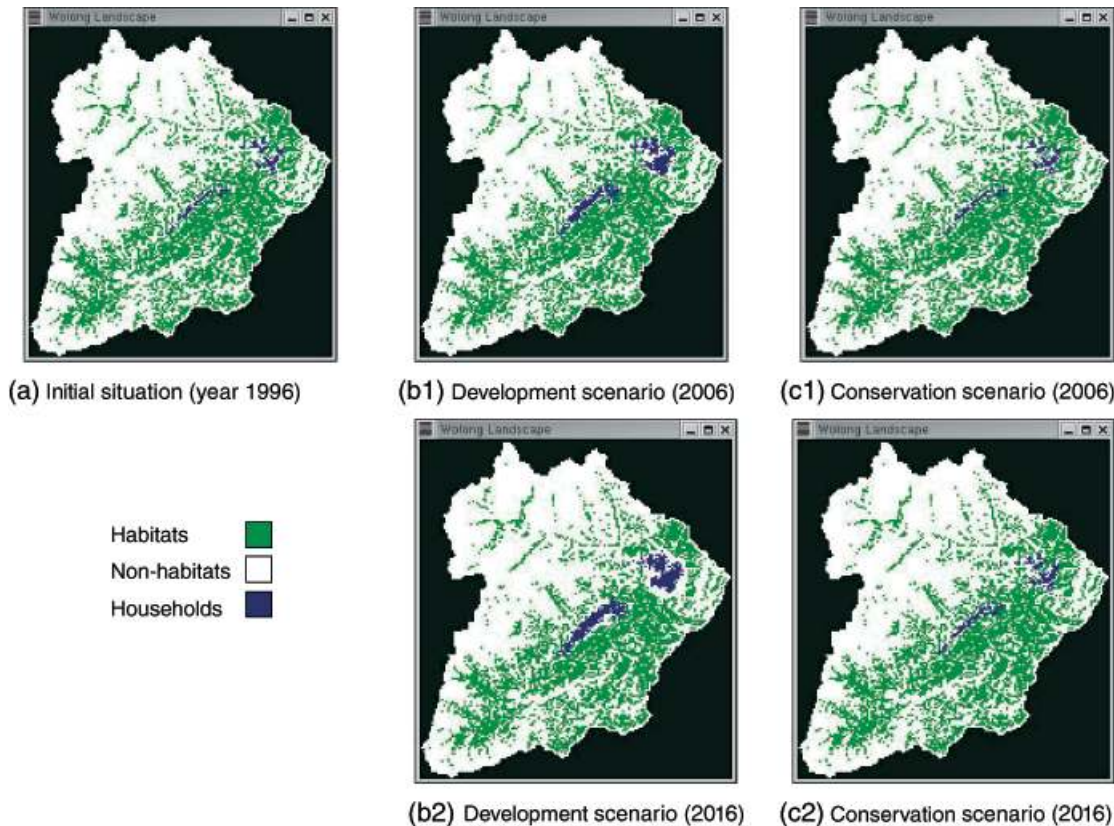 Wolong Landscape
Wolong Landscape
Wolong Landscape
(a) Initial situation (year 1996)
(b1) Development scenario (2006)
(c1) Conservation scenario (2006)
Wolong Landscape
Wolong Landscape
Habitats
Non-habitats
Households
(b2) Development scenario (2016)
(c2) Conservation scenario (2016)